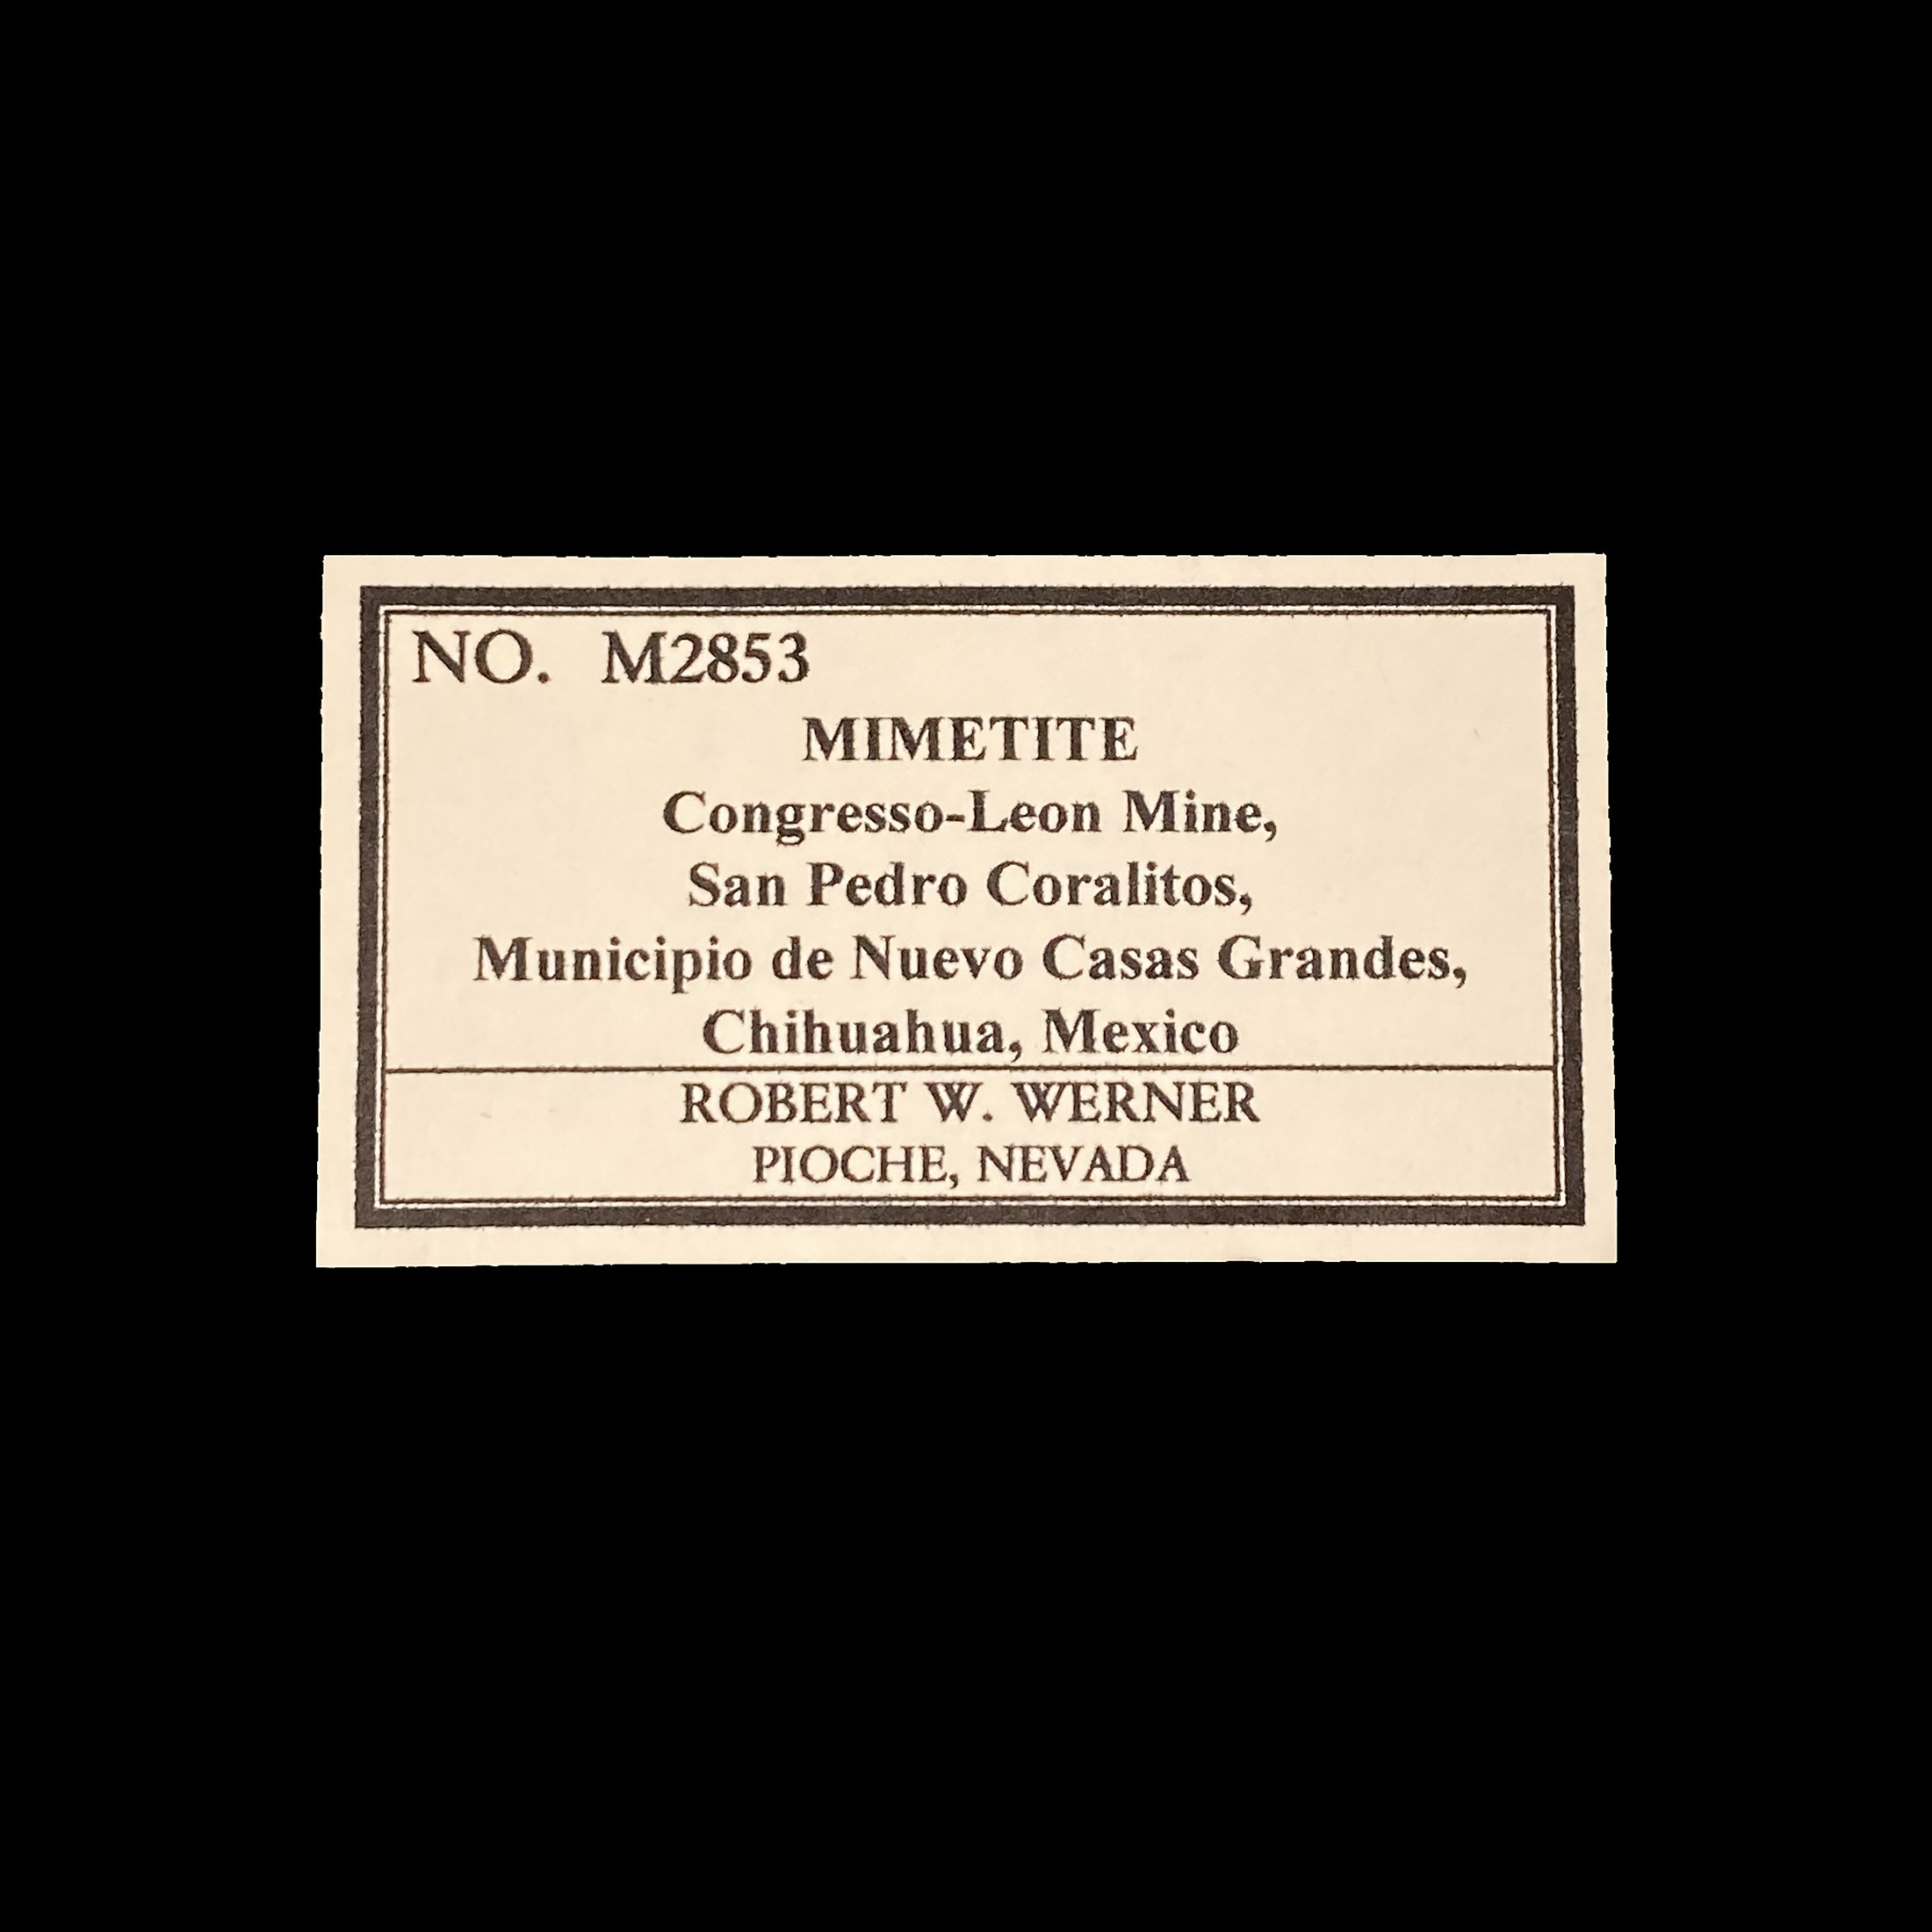 NO. M2853
MIMETITE
Congresso-Leon Mine,
San Pedro Coralitos,
Municipio de Nuevo Casas Grandes,
Chihuahua, Mexico
ROBERT W. WERNER
PIOCHE, NEVADA